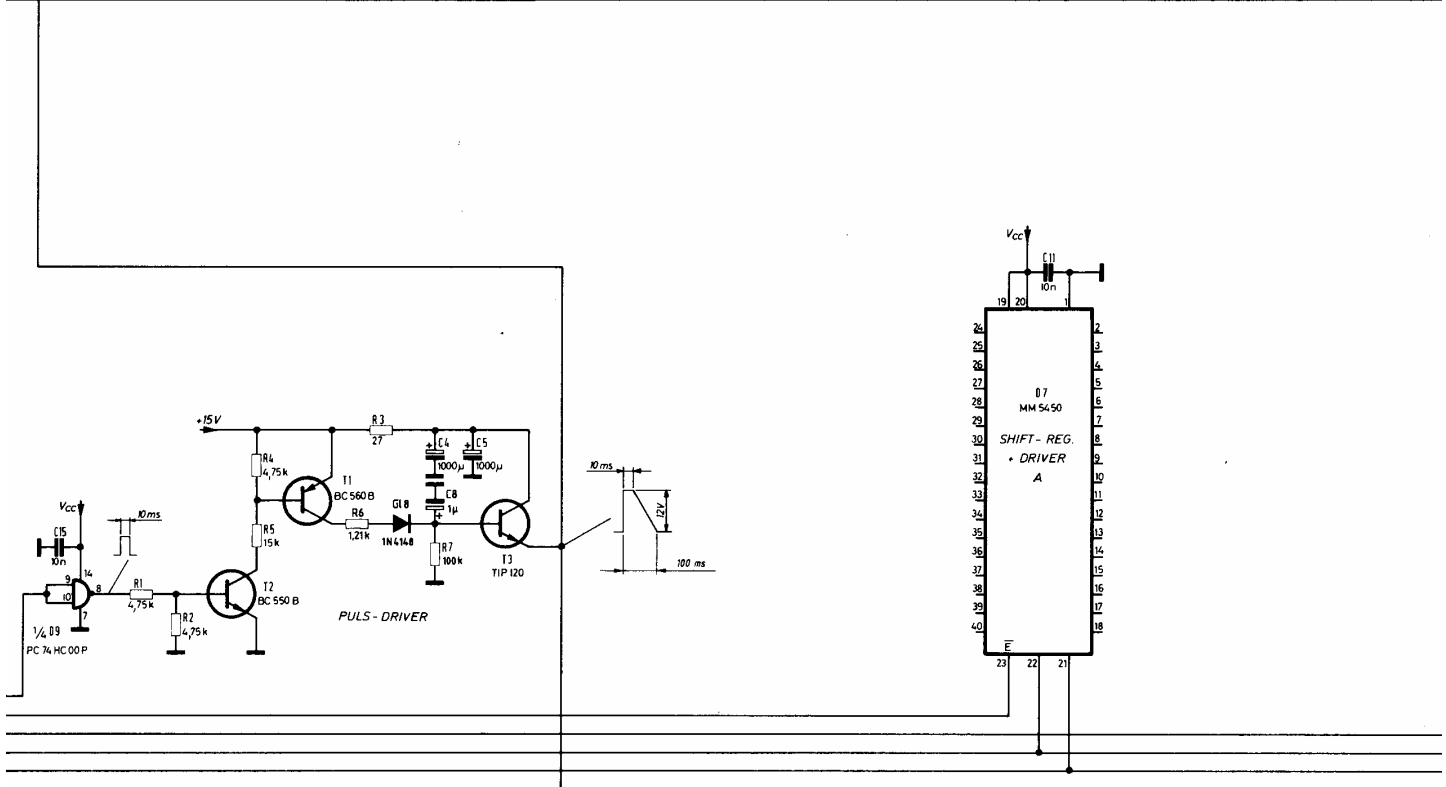 VCC
C11
10n
19
20
1
24
25
26
27
28
29
30
31
32
33
34
35
36
37
38
39
40
2
3
4
5
6
7
8
9
10
11
12
13
14
15
16
17
18
D7
MM 5450
SHIFT - REG.
+ DRIVER
A
E
23
22
21
+15V
R3
27
R4
4,75k
+
C4
1000µ
+
C5
1000µ
T1
BC 560 B
C8
1µ
+
R6
1,21k
Gl 8
1N4148
R5
15k
R7
100k
T3
TIP 120
10ms
12V
100 ms
VCC
C15
10n
10ms
14
9
10
8
7
R1
4,75k
R2
4,75k
T2
BC 550 B
PULS - DRIVER
1/4 D9
PC 74 HC 00 P